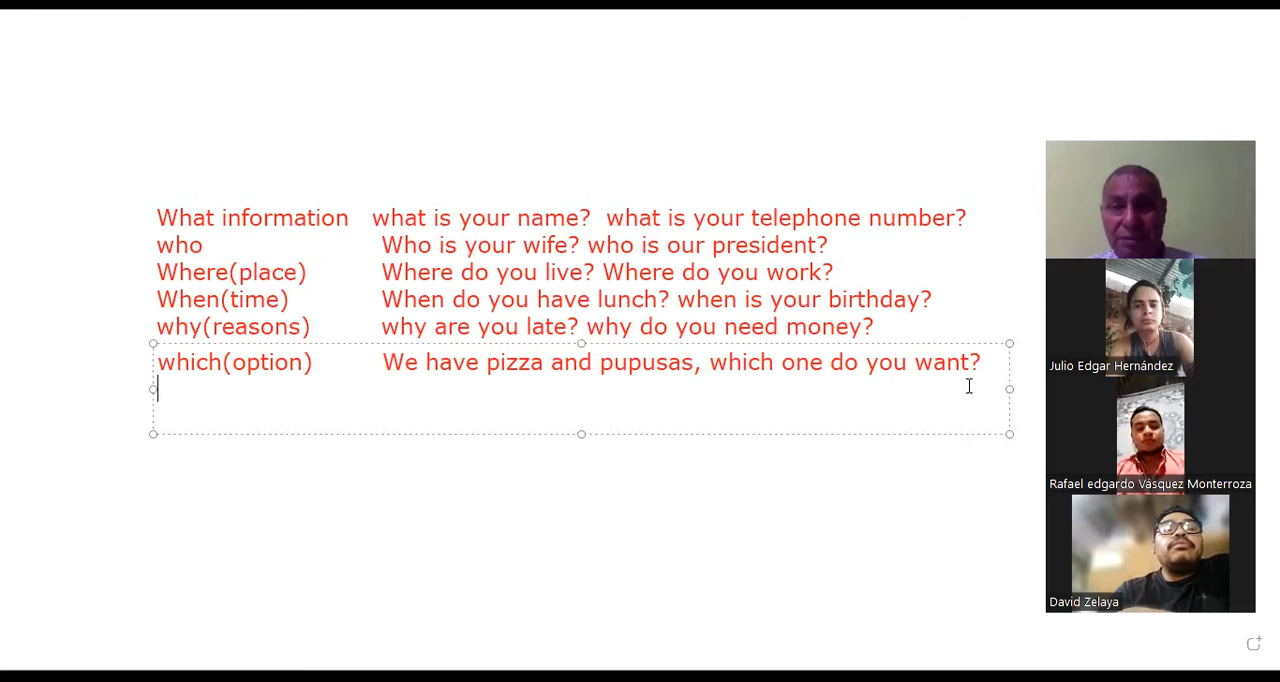 What information what is your name? what is your telephone number?
who Who is your wife? who is our president?
Where(place) Where do you live? Where do you work?
When(time) When do you have lunch? when is your birthday?
why(reasons) why are you late? why do you need money?
which(option) We have pizza and pupusas, which one do you want?
Julio Edgar Hernández
Rafael edgardo Vásquez Monterroza
David Zelaya